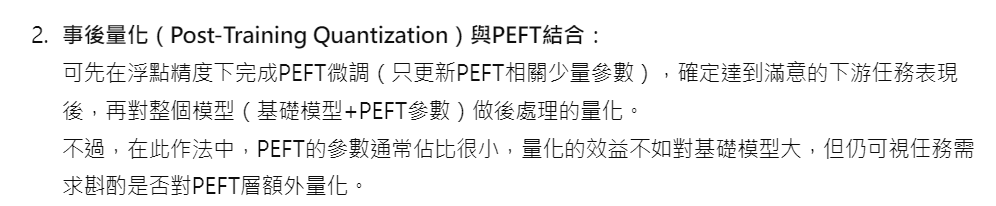 2. 事後量化（Post-Training Quantization）與PEFT結合：
可先在浮點精度下完成PEFT微調（只更新PEFT相關少量參數），確定達到滿意的下游任務表現
後，再對整個模型（基礎模型+PEFT參數）做後處理的量化。
不過，在此作法中，PEFT的參數通常佔比很小，量化的效益不如對基礎模型大，但仍可視任務需
求斟酌是否對PEFT層額外量化。